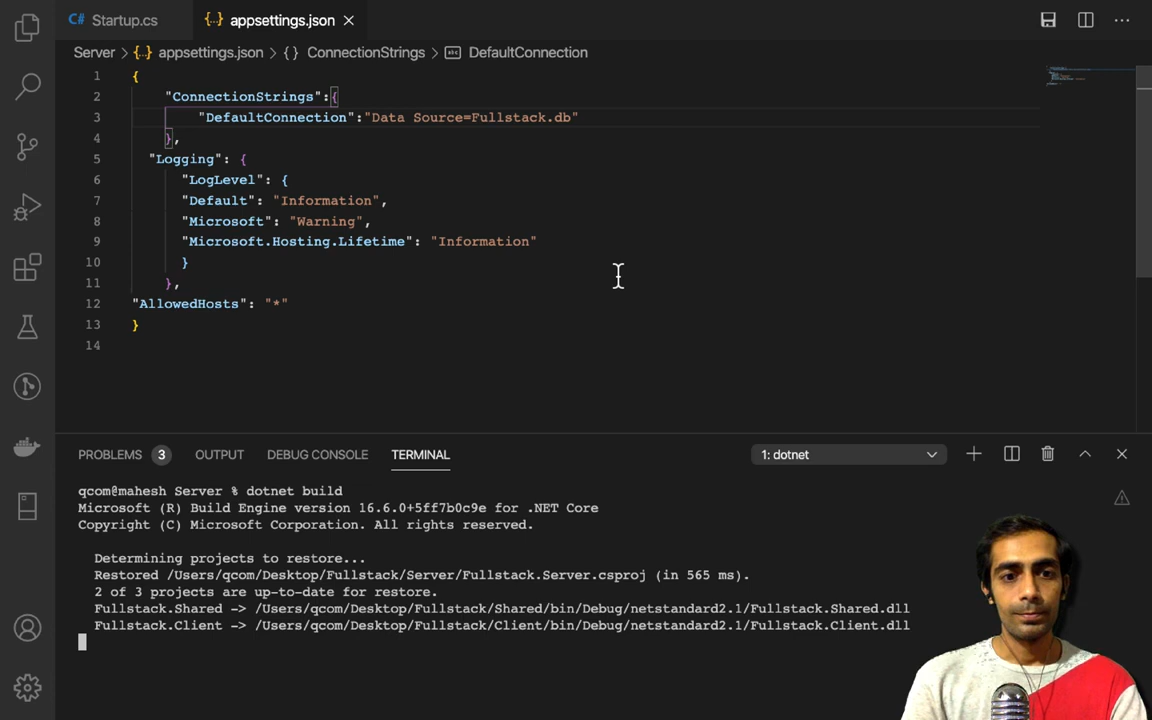 C# Startup.cs
{..} appsettings.json
Server > {..} appsettings.json > {} ConnectionStrings > abc DefaultConnection
1 {
2 "ConnectionStrings":{
3 "DefaultConnection":"Data Source=Fullstack.db"
4 },
5 "Logging": {
6 "LogLevel": {
7 "Default": "Information",
8 "Microsoft": "Warning",
9 "Microsoft.Hosting.Lifetime": "Information"
10 }
11 },
12 "AllowedHosts": "*"
13 }
14
PROBLEMS 3 OUTPUT DEBUG CONSOLE TERMINAL 1: dotnet
qcom@mahesh Server % dotnet build
Microsoft (R) Build Engine version 16.6.0+5ff7b0c9e for .NET Core
Copyright (C) Microsoft Corporation. All rights reserved.
Determining projects to restore...
Restored /Users/qcom/Desktop/Fullstack/Server/Fullstack.Server.csproj (in 565 ms).
2 of 3 projects are up-to-date for restore.
Fullstack.Shared -> /Users/qcom/Desktop/Fullstack/Shared/bin/Debug/netstandard2.1/Fullstack.Shared.dll
Fullstack.Client -> /Users/qcom/Desktop/Fullstack/Client/bin/Debug/netstandard2.1/Fullstack.Client.dll